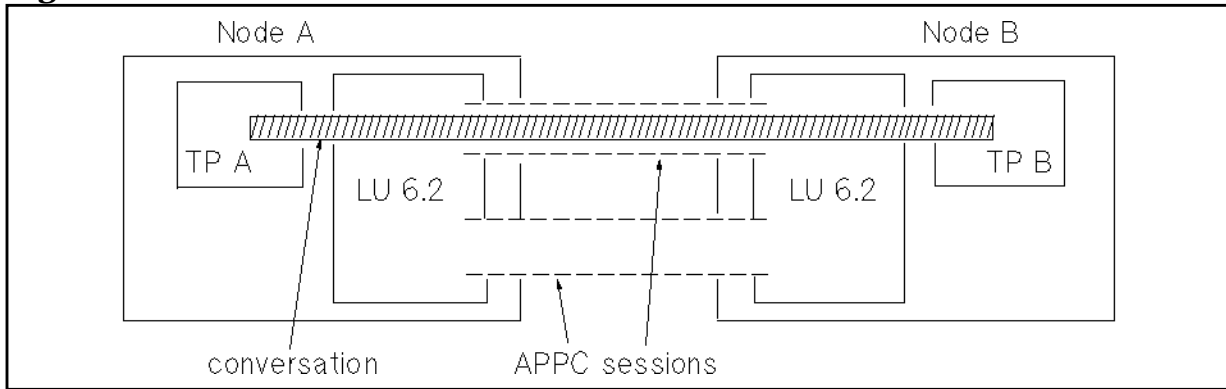 Node A
Node B
TP A
TP B
LU 6.2
LU 6.2
conversation
APPC sessions